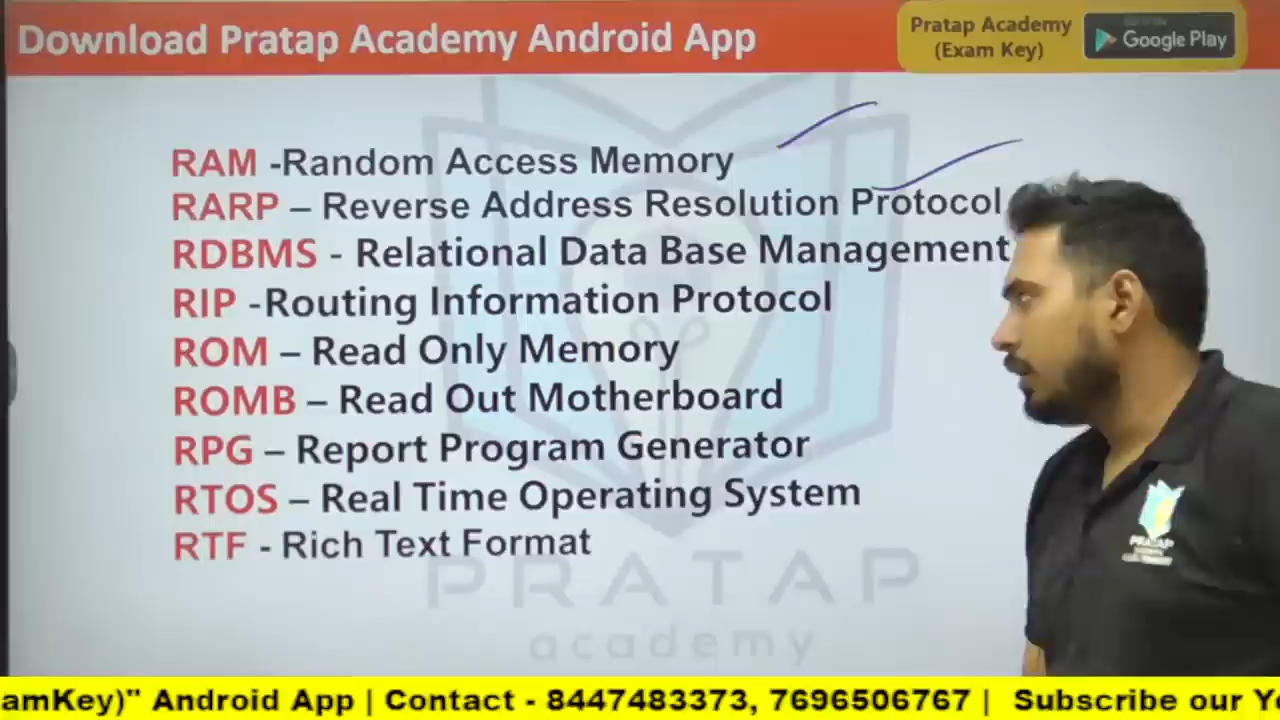 Download Pratap Academy Android App
Pratap Academy
(Exam Key)
Google Play
RAM -Random Access Memory
RARP – Reverse Address Resolution Protocol
RDBMS - Relational Data Base Management
RIP -Routing Information Protocol
ROM – Read Only Memory
ROMB – Read Out Motherboard
RPG – Report Program Generator
RTOS – Real Time Operating System
RTF - Rich Text Format
PRATAP
academy
PRATAP
amKey)" Android App | Contact - 8447483373, 7696506767 | Subscribe our Y